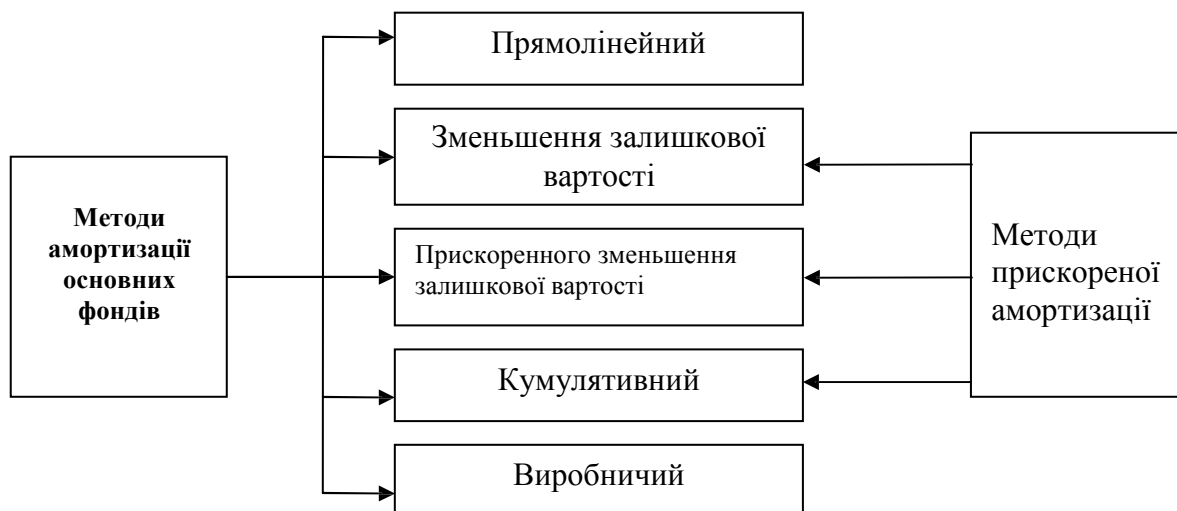 Прямолінейний
Зменьшення залишкової
вартості
Методи
амортизації
основних
фондів
Прискоренного зменьшення
залишкової вартості
Методи
прискореної
амортизації
Кумулятивний
Виробничий